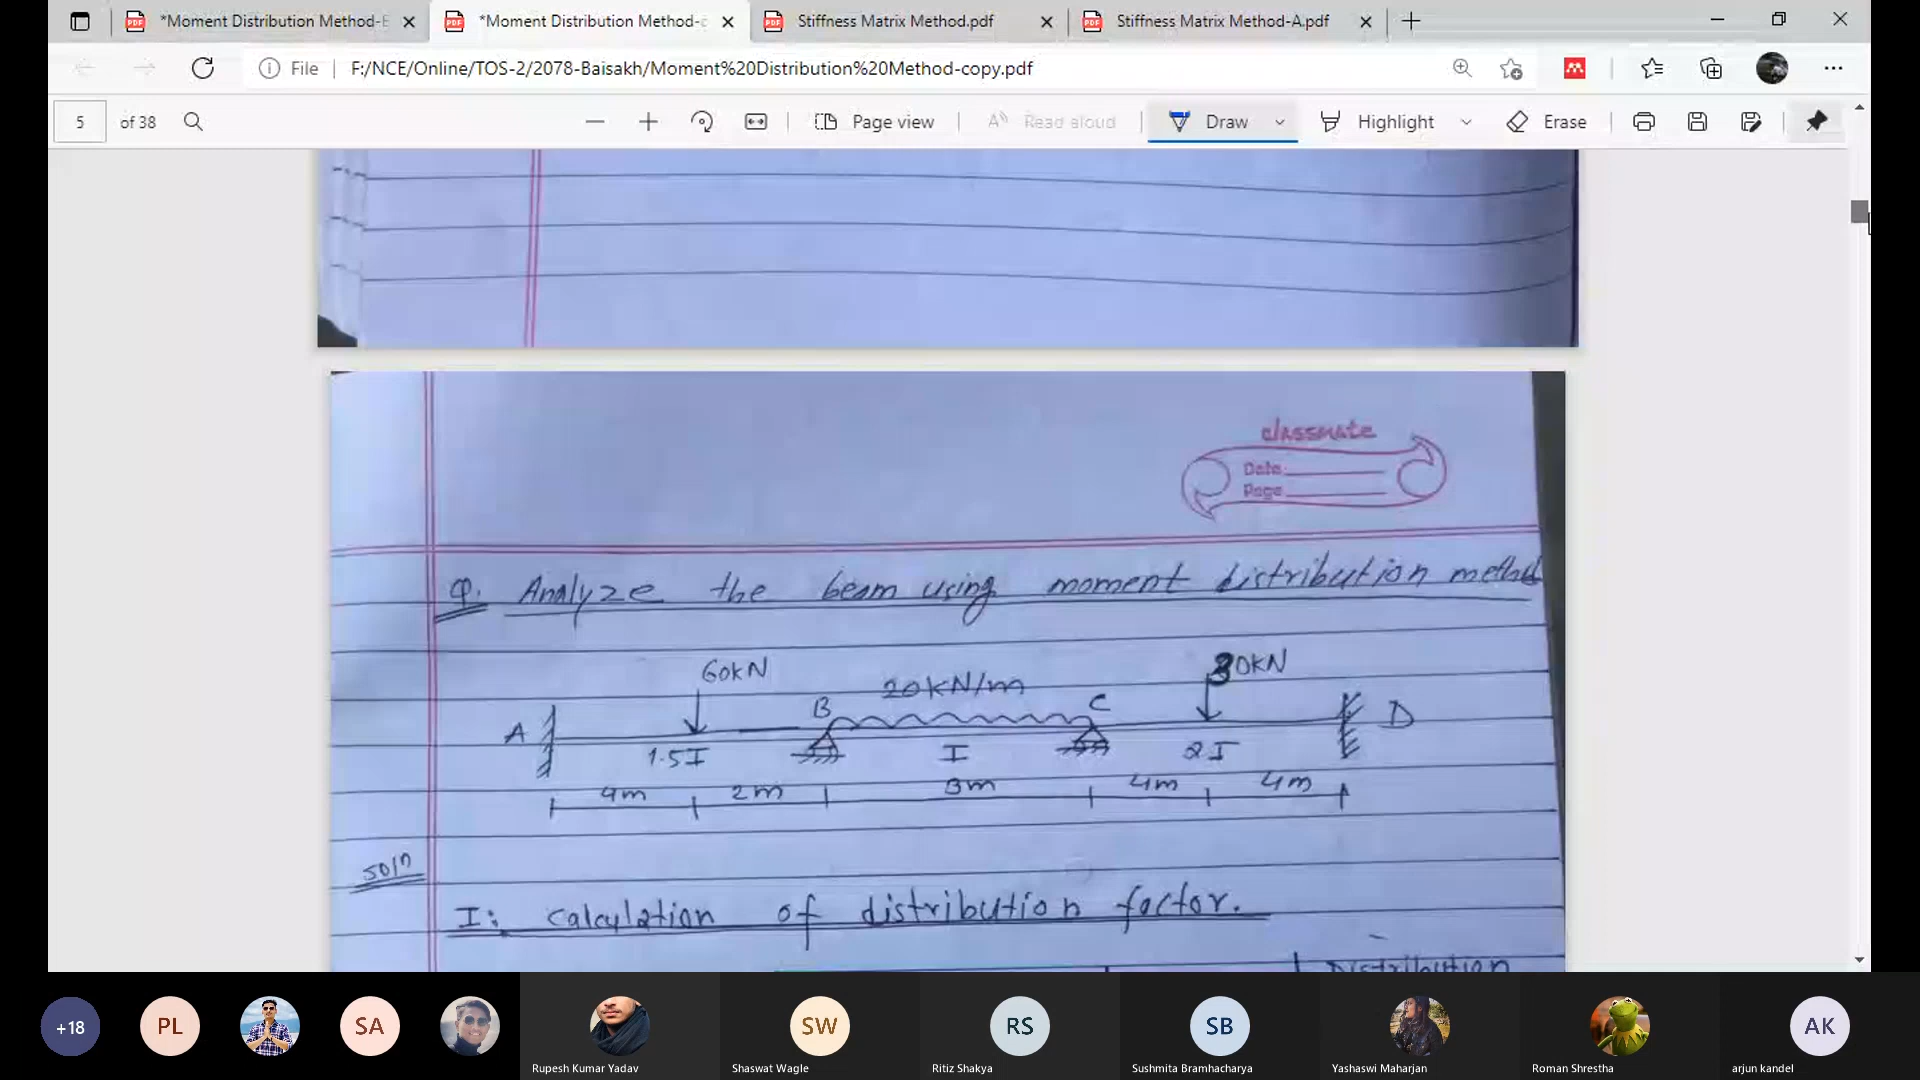 *Moment Distribution Method-E
*Moment Distribution Method-c
Stiffness Matrix Method.pdf
Stiffness Matrix Method-A.pdf
File F:/NCE/Online/TOS-2/2078-Baisakh/Moment%20Distribution%20Method-copy.pdf
5 of 38 Page view Read aloud Draw Highlight Erase
classmate
Date
Page
Q. Analyze the beam using moment distribution method
60kN 20kN/m 30kN
A B C D
1.5I I 2I
4m 2m 3m 4m 4m
soln
I: calculation of distribution factor.
Distribution
+18 PL SA SW RS SB AK
Rupesh Kumar Yadav Shaswat Wagle Ritiz Shakya Sushmita Bramhacharya Yashaswi Maharjan Roman Shrestha arjun kandel